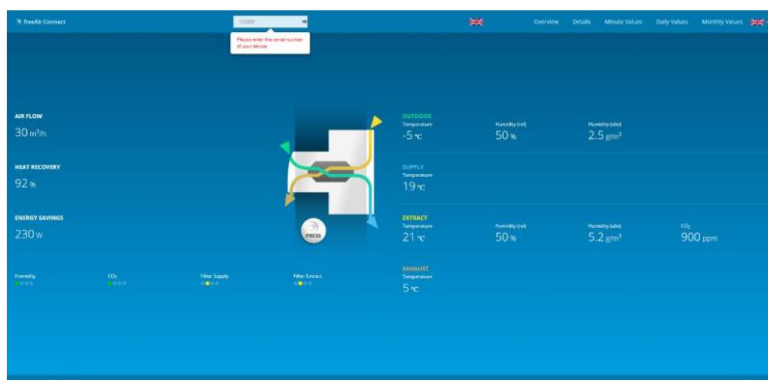 freeAir Connect
Overview Details Minute Values Daily Values Monthly Values
Please enter the serial number
of your device.
AIR FLOW
30 m³/h
HEAT RECOVERY
92 %
ENERGY SAVINGS
230 W
Humidity CO₂ Filter Supply Filter Extract
PRESS
OUTDOOR
Temperature Humidity (rel) Humidity (abs)
-5 °C 50 % 2.5 g/m³
SUPPLY
Temperature
19 °C
EXTRACT
Temperature Humidity (rel) Humidity (abs) CO₂
21 °C 50 % 5.2 g/m³ 900 ppm
EXHAUST
Temperature
5 °C